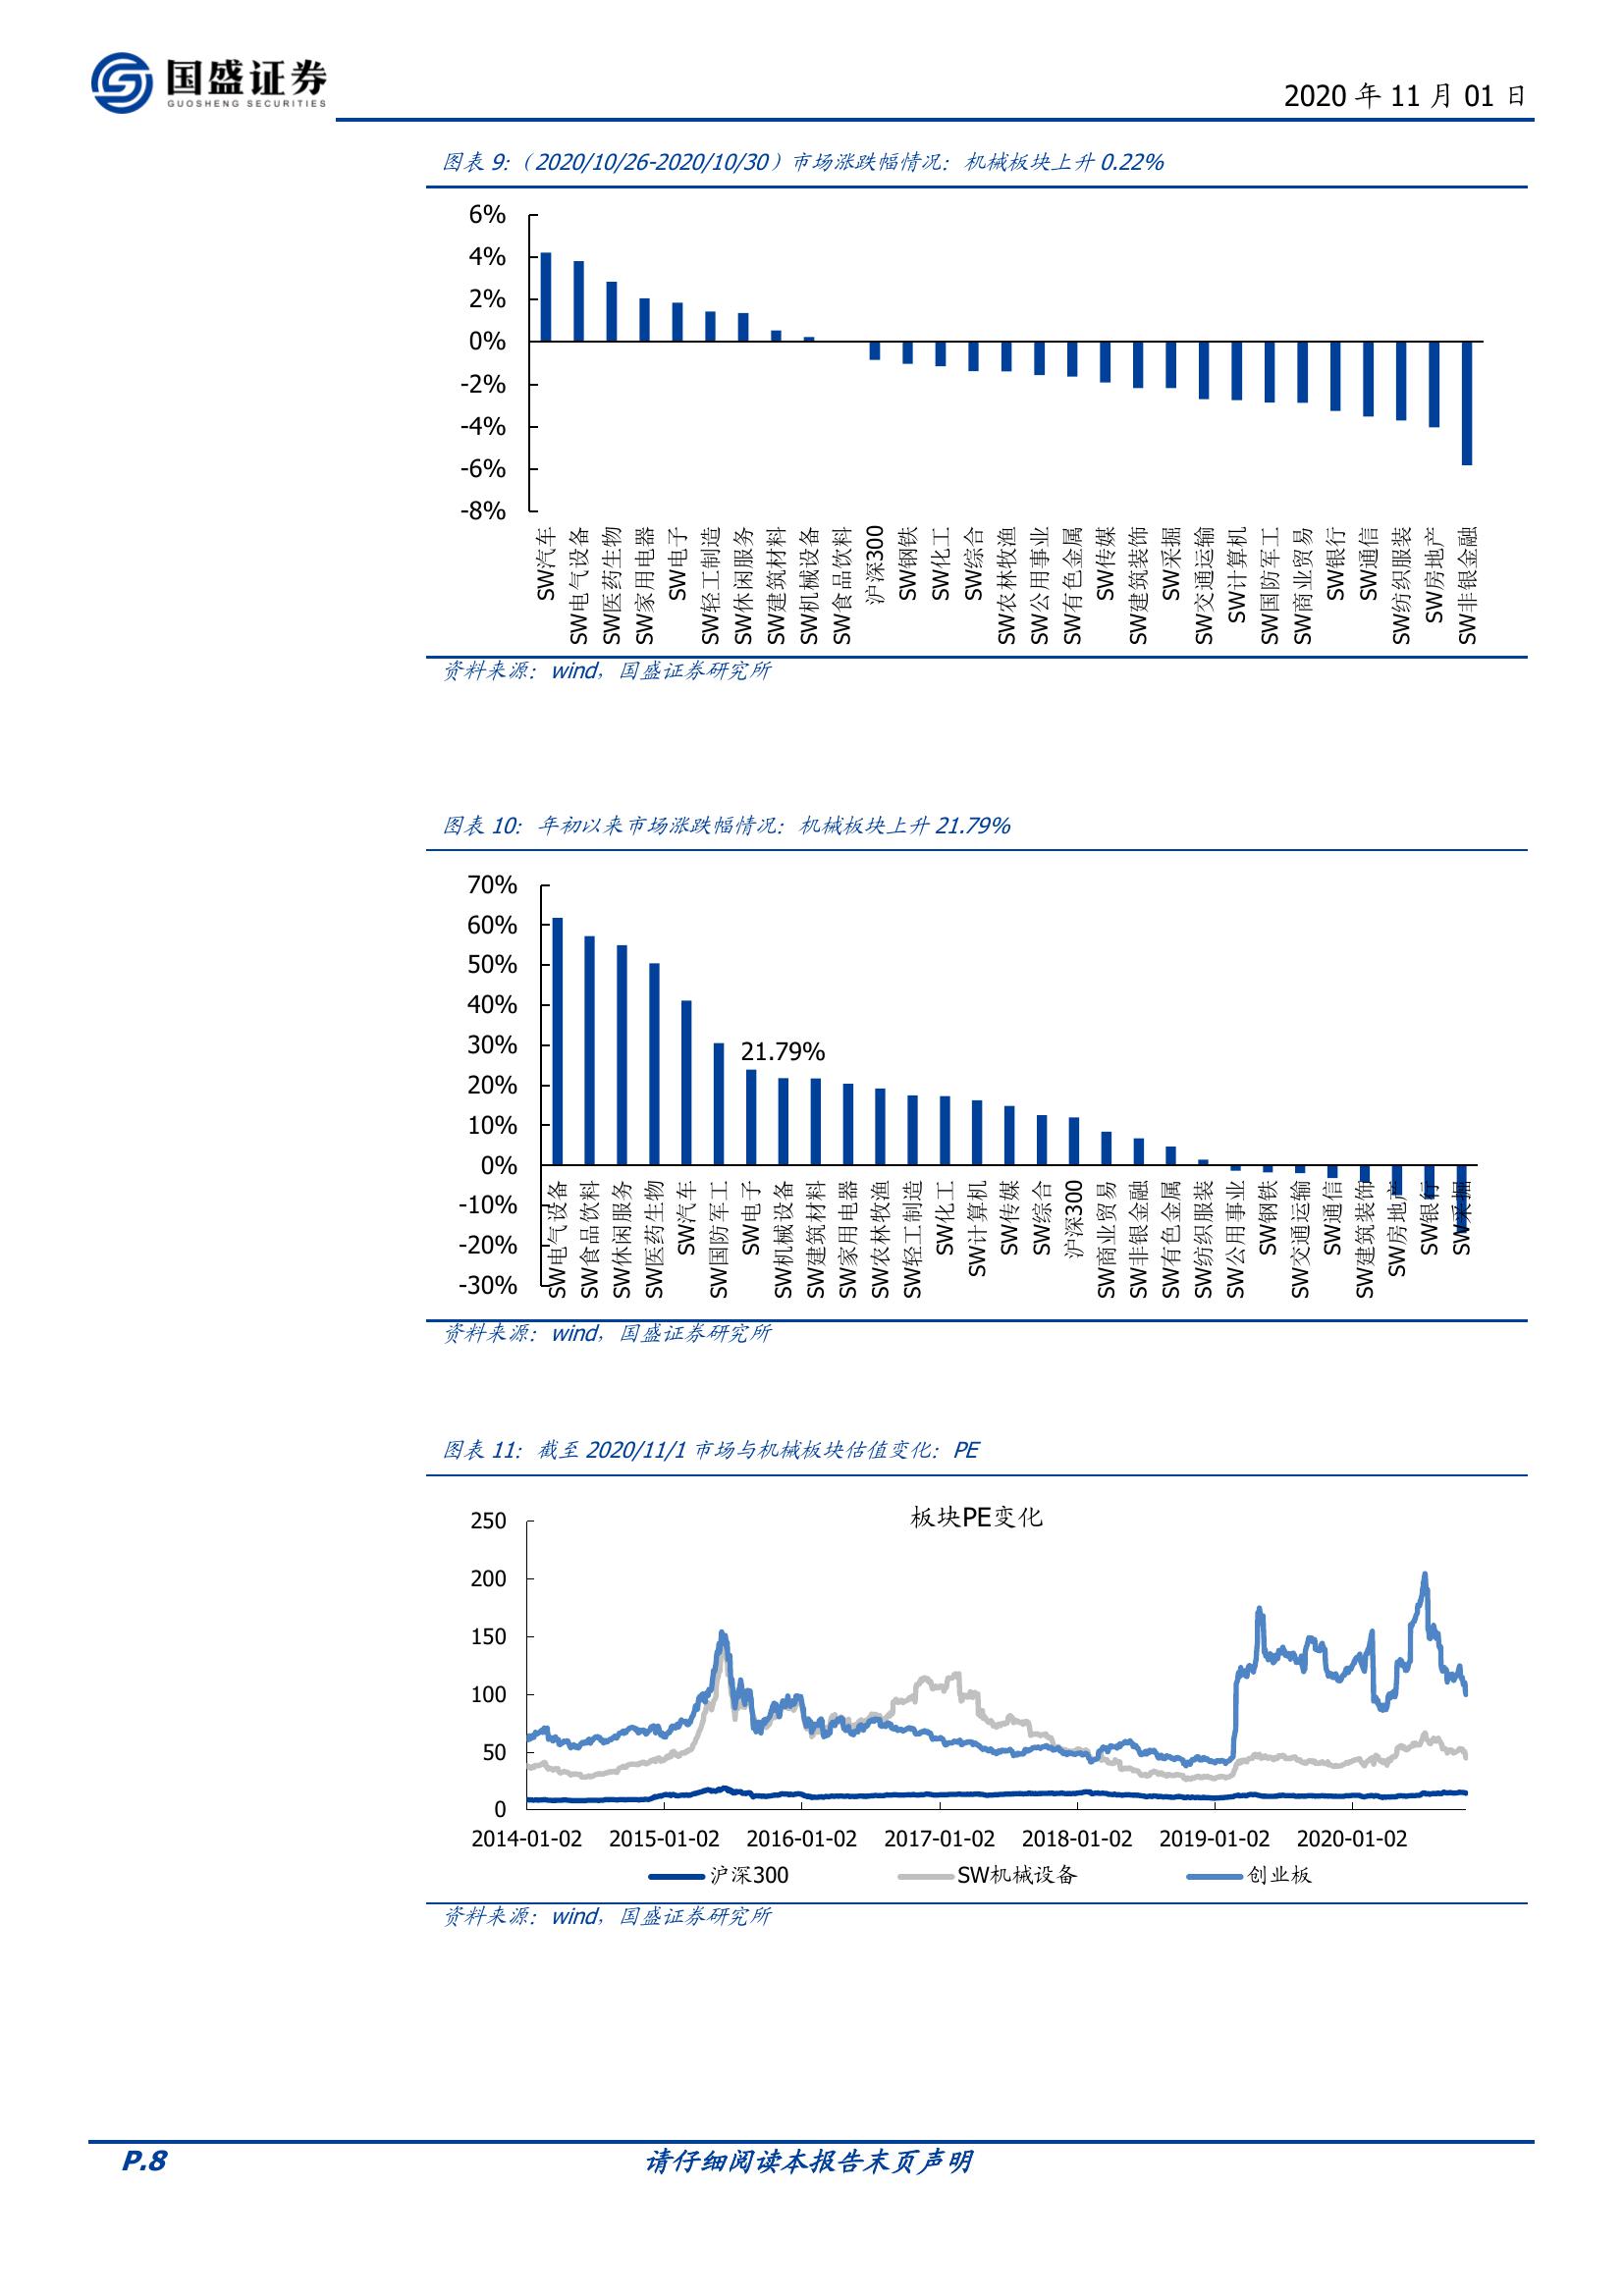 国盛证券
GUOSHENG SECURITIES
2020 年 11 月 01 日
图表 9:（2020/10/26-2020/10/30）市场涨跌幅情况：机械板块上升 0.22%
6%
4%
2%
0%
-2%
-4%
-6%
-8%
SW汽车
SW电气设备
SW医药生物
SW家用电器
SW电子
SW轻工制造
SW休闲服务
SW建筑材料
SW机械设备
SW食品饮料
沪深300
SW钢铁
SW化工
SW综合
SW农林牧渔
SW公用事业
SW有色金属
SW传媒
SW建筑装饰
SW采掘
SW交通运输
SW计算机
SW国防军工
SW商业贸易
SW银行
SW通信
SW纺织服装
SW房地产
SW非银金融
资料来源：wind，国盛证券研究所
图表 10：年初以来市场涨跌幅情况：机械板块上升 21.79%
70%
60%
50%
40%
30%
20%
10%
0%
-10%
-20%
-30%
21.79%
SW电气设备
SW食品饮料
SW休闲服务
SW医药生物
SW汽车
SW国防军工
SW电子
SW机械设备
SW建筑材料
SW家用电器
SW农林牧渔
SW轻工制造
SW化工
SW计算机
SW传媒
SW综合
沪深300
SW商业贸易
SW非银金融
SW有色金属
SW纺织服装
SW公用事业
SW钢铁
SW交通运输
SW通信
SW建筑装饰
SW房地产
SW银行
SW采掘
资料来源：wind，国盛证券研究所
图表 11：截至 2020/11/1 市场与机械板块估值变化：PE
板块PE变化
250
200
150
100
50
0
2014-01-02 2015-01-02 2016-01-02 2017-01-02 2018-01-02 2019-01-02 2020-01-02
沪深300 SW机械设备 创业板
资料来源：wind，国盛证券研究所
P.8 请仔细阅读本报告末页声明